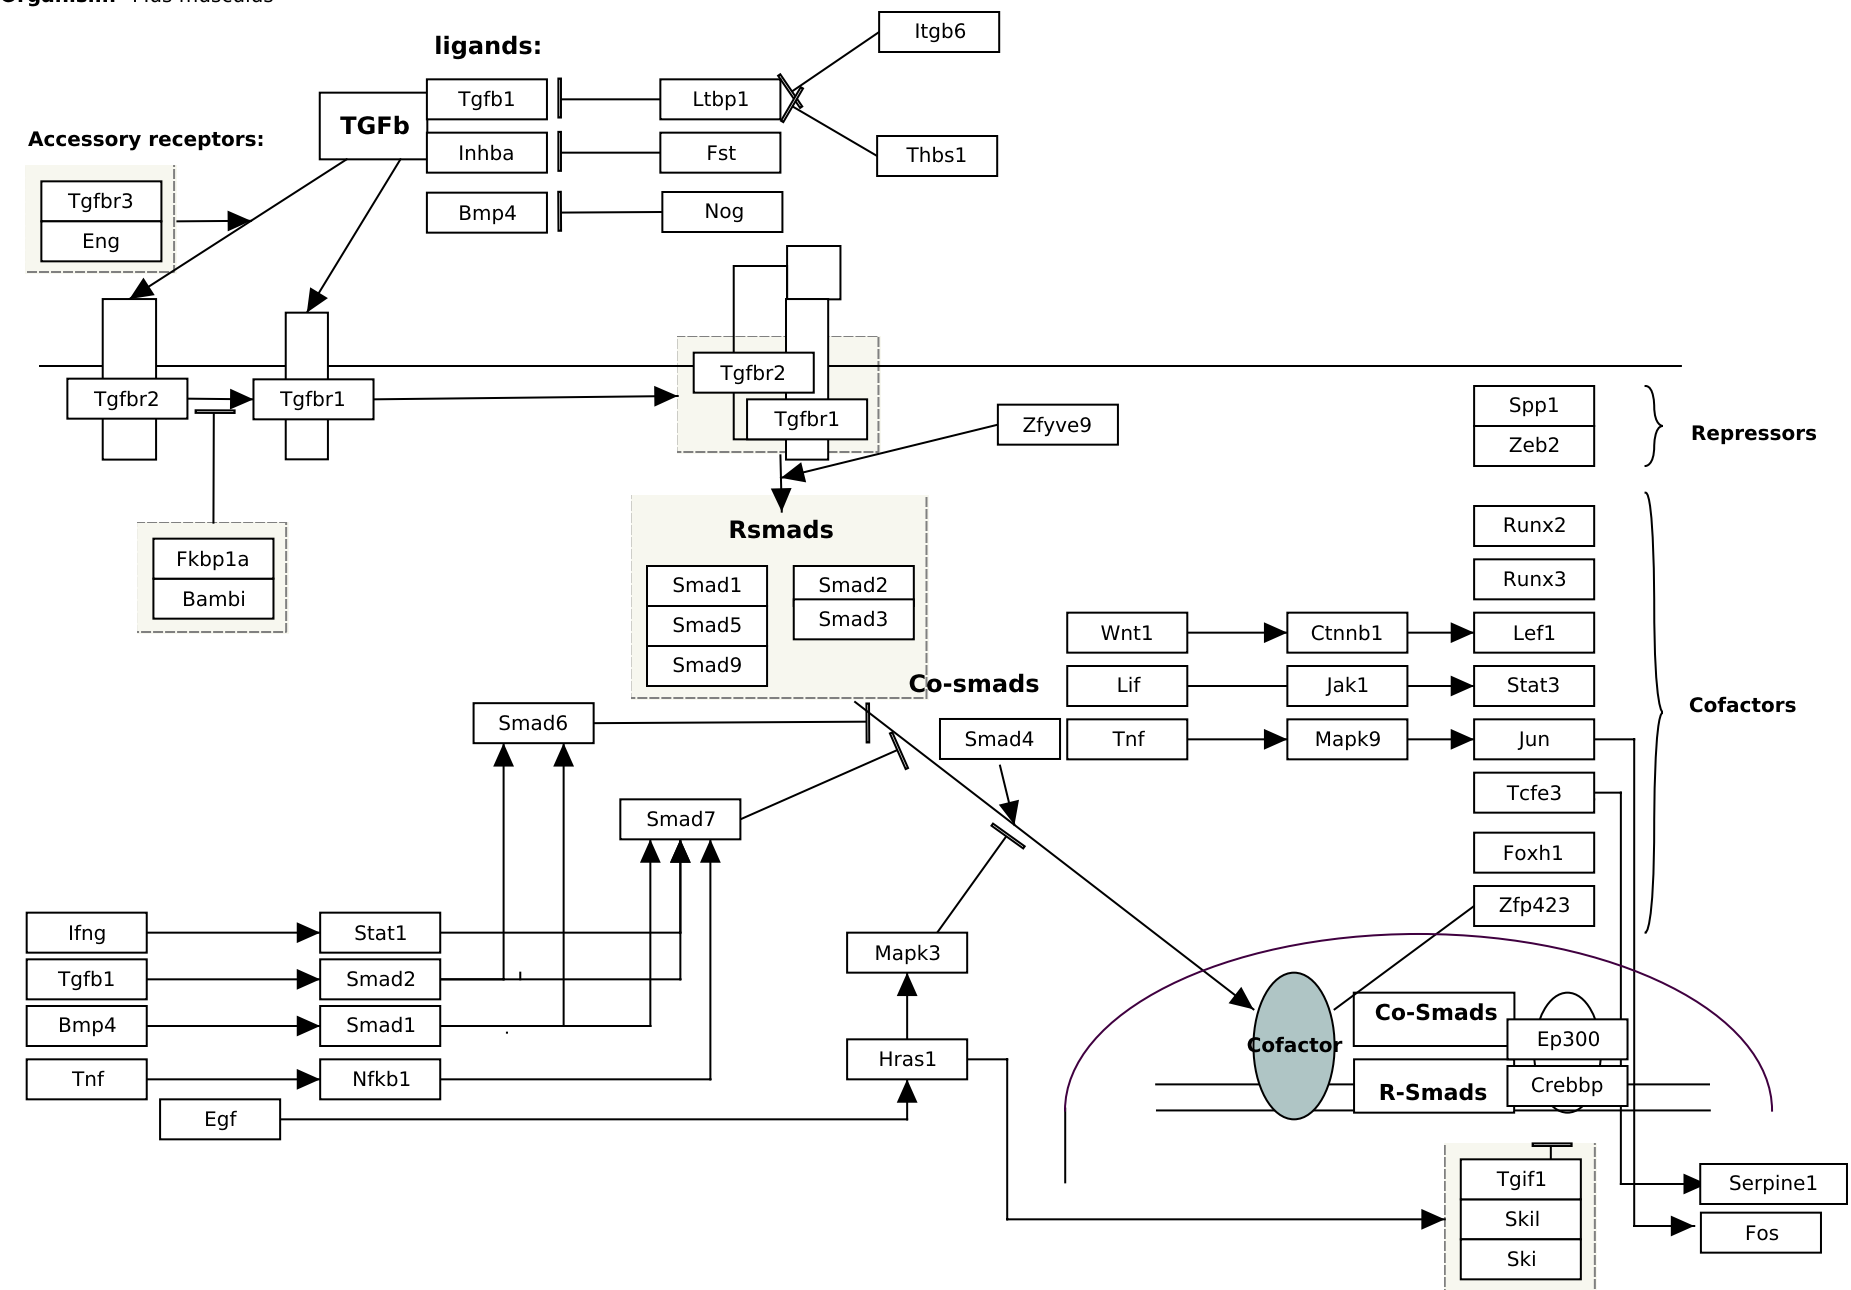 ligands:
Itgb6
TGFb
Tgfb1
Ltbp1
Accessory receptors:
Inhba
Fst
Thbs1
Tgfbr3
Bmp4
Nog
Eng
Tgfbr2
Tgfbr2
Tgfbr1
Tgfbr1
Zfyve9
Spp1
Zeb2
Repressors
Fkbp1a
Bambi
Rsmads
Smad1
Smad2
Smad5
Smad3
Smad9
Runx2
Runx3
Wnt1
Ctnnb1
Lef1
Co-smads
Lif
Jak1
Stat3
Cofactors
Smad6
Smad4
Tnf
Mapk9
Jun
Smad7
Tcfe3
Foxh1
Zfp423
Ifng
Stat1
Mapk3
Tgfb1
Smad2
Bmp4
Smad1
Tnf
Nfkb1
Hras1
Egf
Cofactor
Co-Smads
Ep300
R-Smads
Crebbp
Tgif1
Skil
Ski
Serpine1
Fos